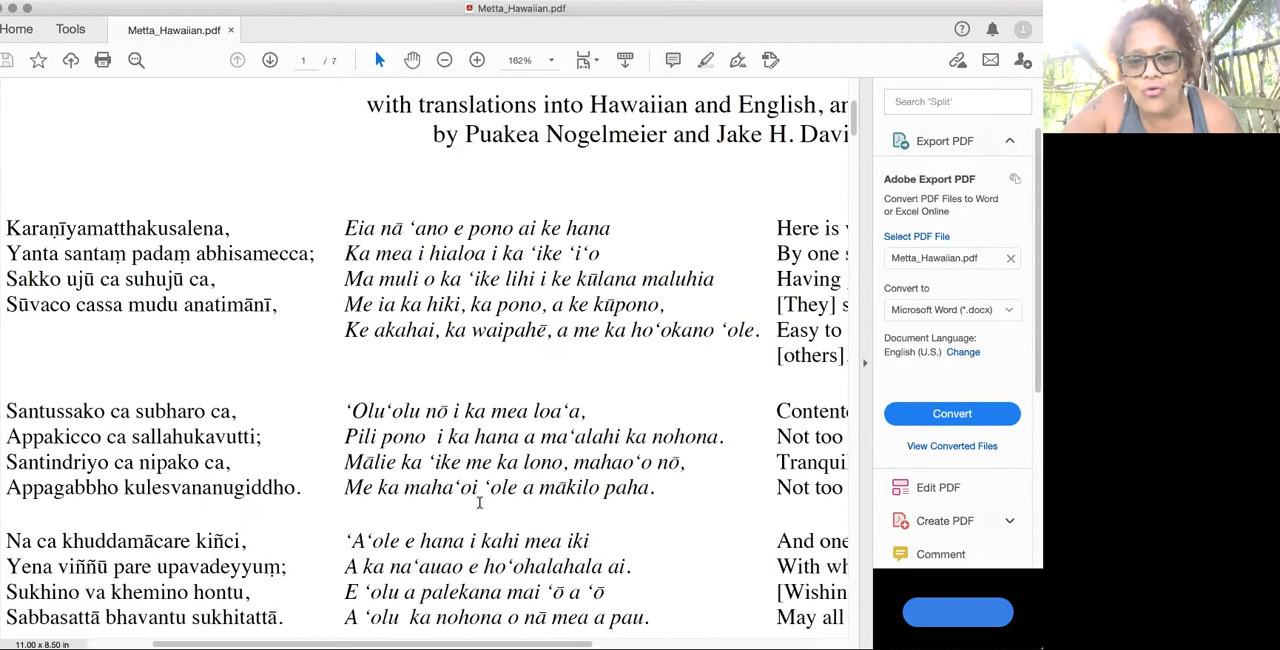 Metta_Hawaiian.pdf
Home Tools Metta_Hawaiian.pdf ×
1 / 7 162%
with translations into Hawaiian and English, an
by Puakea Nogelmeier and Jake H. Davi
Karaṇīyamatthakusalena,
Yanta santaṃ padaṃ abhisamecca;
Sakko ujū ca suhujū ca,
Sūvaco cassa mudu anatimānī,
Eia nā ʻano e pono ai ke hana
Ka mea i hialoa i ka ʻike ʻiʻo
Ma muli o ka ʻike lihi i ke kūlana maluhia
Me ia ka hiki, ka pono, a ke kūpono,
Ke akahai, ka waipahē, a me ka hoʻokano ʻole.
Here is
By one s
Having
[They] s
Easy to
[others].
Santussako ca subharo ca,
Appakicco ca sallahukavutti;
Santindriyo ca nipako ca,
Appagabbho kulesvananugiddho.
ʻOluʻolu nō i ka mea loaʻa,
Pili pono i ka hana a maʻalahi ka nohona.
Mālie ka ʻike me ka lono, mahaoʻo nō,
Me ka mahaʻoi ʻole a mākilo paha.
Contente
Not too
Tranquil
Not too
Na ca khuddamācare kiñci,
Yena viññū pare upavadeyyuṃ;
Sukhino va khemino hontu,
Sabbasattā bhavantu sukhitattā.
ʻAʻole e hana i kahi mea iki
A ka naʻauao e hoʻohalahala ai.
E ʻolu a palekana mai ʻō a ʻō
A ʻolu ka nohona o nā mea a pau.
And one
With wh
[Wishin
May all
11.00 x 8.50 in
Search 'Split'
Export PDF
Adobe Export PDF
Convert PDF Files to Word
or Excel Online
Select PDF File
Metta_Hawaiian.pdf
Convert to
Microsoft Word (*.docx)
Document Language:
English (U.S.) Change
Convert
View Converted Files
Edit PDF
Create PDF
Comment